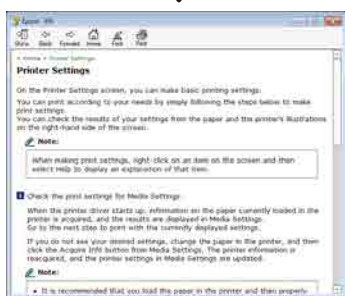 Epson
Back Forward Home Font Print
Home > Printer Settings
Printer Settings
On the Printer Settings screen, you can make basic printing settings.
You can print according to your needs by simply following the steps below to make
print settings.
You can check the results of your settings from the paper and the printer's illustrations
on the right-hand side of the screen.
Note:
When making print settings, right-click on an item on the screen and then
select Help to display an explanation of that item.
1 Check the print settings for Media Settings
When the printer driver starts up, information on the paper currently loaded in the
printer is acquired, and the results are displayed in Media Settings.
Go to the next step to print with the currently displayed settings.
If you do not see your desired settings, change the paper in the printer, and then
click the Acquire Info button from Media Settings. The printer information is
reacquired, and the printer settings in Media Settings are updated.
Note:
• It is recommended that you load the paper in the printer and then properly